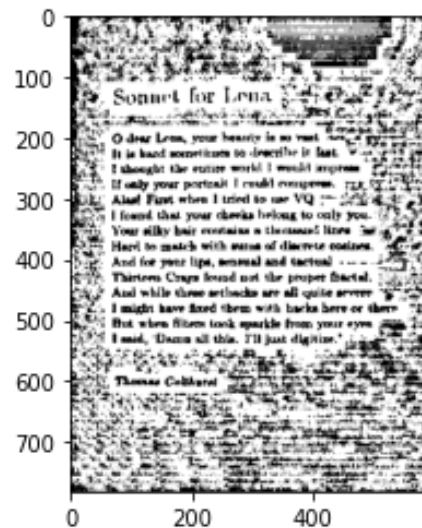 0
100
200
300
400
500
600
700
0 200 400
Sonnet for Lena
O dear Lena, your beauty is so vast
It is hard sometimes to describe it fast.
I thought the entire world I would impress
If only your portrait I could compress.
Alas! First when I tried to use VQ
I found that your cheeks belong to only you.
Your silky hair contains a thousand lines
Hard to match with sums of discrete cosines.
And for your lips, sensual and tactual
Thirteen Crays found not the proper fractal.
And while these setbacks are all quite severe
I might have fixed them with hacks here or there
But when filters took sparkle from your eyes
I said, 'Damn all this. I'll just digitize.'
Thomas Colthurst